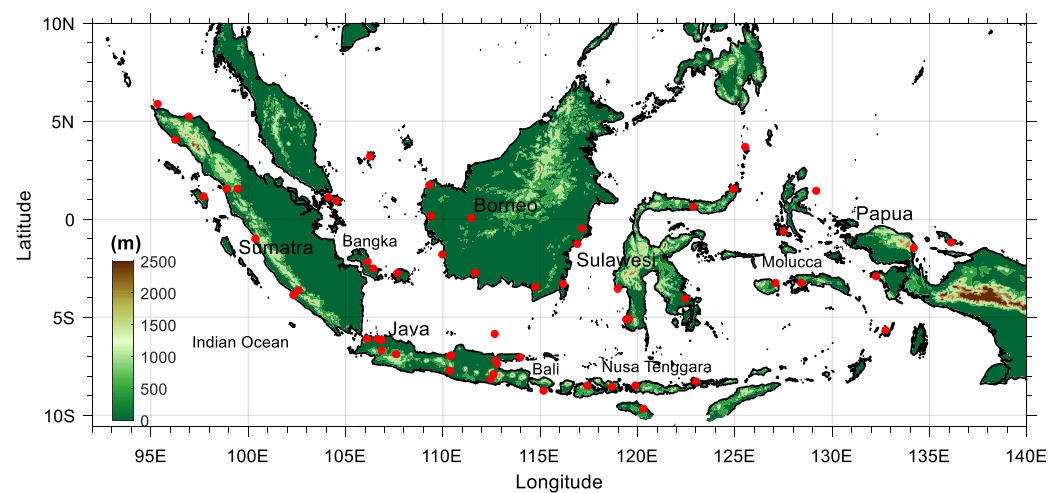 10N
5N
0
5S
10S
Latitude
Borneo
Papua
Bangka
Sumatra
Sulawesi
Molucca
(m)
2500
2000
1500
1000
500
0
Java
Indian Ocean
Bali
Nusa Tenggara
95E
100E
105E
110E
115E
120E
125E
130E
135E
140E
Longitude